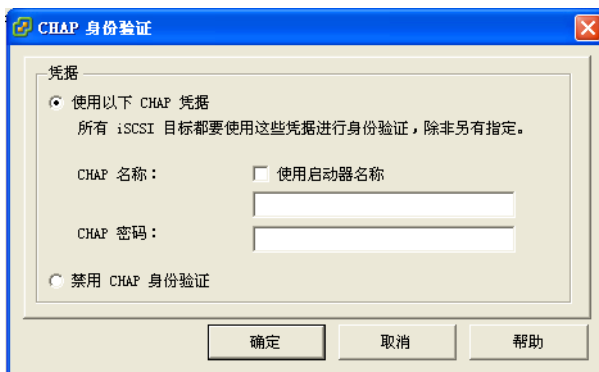 CHAP 身份验证
凭据
使用以下 CHAP 凭据
所有 iSCSI 目标都要使用这些凭据进行身份验证，除非另有指定。
CHAP 名称： 使用启动器名称
CHAP 密码：
禁用 CHAP 身份验证
确定 取消 帮助